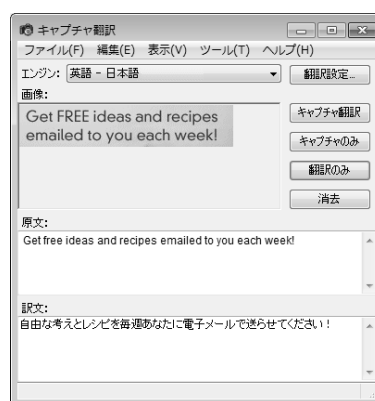 キャプチャ翻訳
ファイル(F) 編集(E) 表示(V) ツール(T) ヘルプ(H)
エンジン: 英語 - 日本語 翻訳設定...
画像:
Get FREE ideas and recipes
emailed to you each week!
キャプチャ翻訳
キャプチャのみ
翻訳のみ
消去
原文:
Get free ideas and recipes emailed to you each week!
訳文:
自由な考えとレシピを毎週あなたに電子メールで送らせてください!